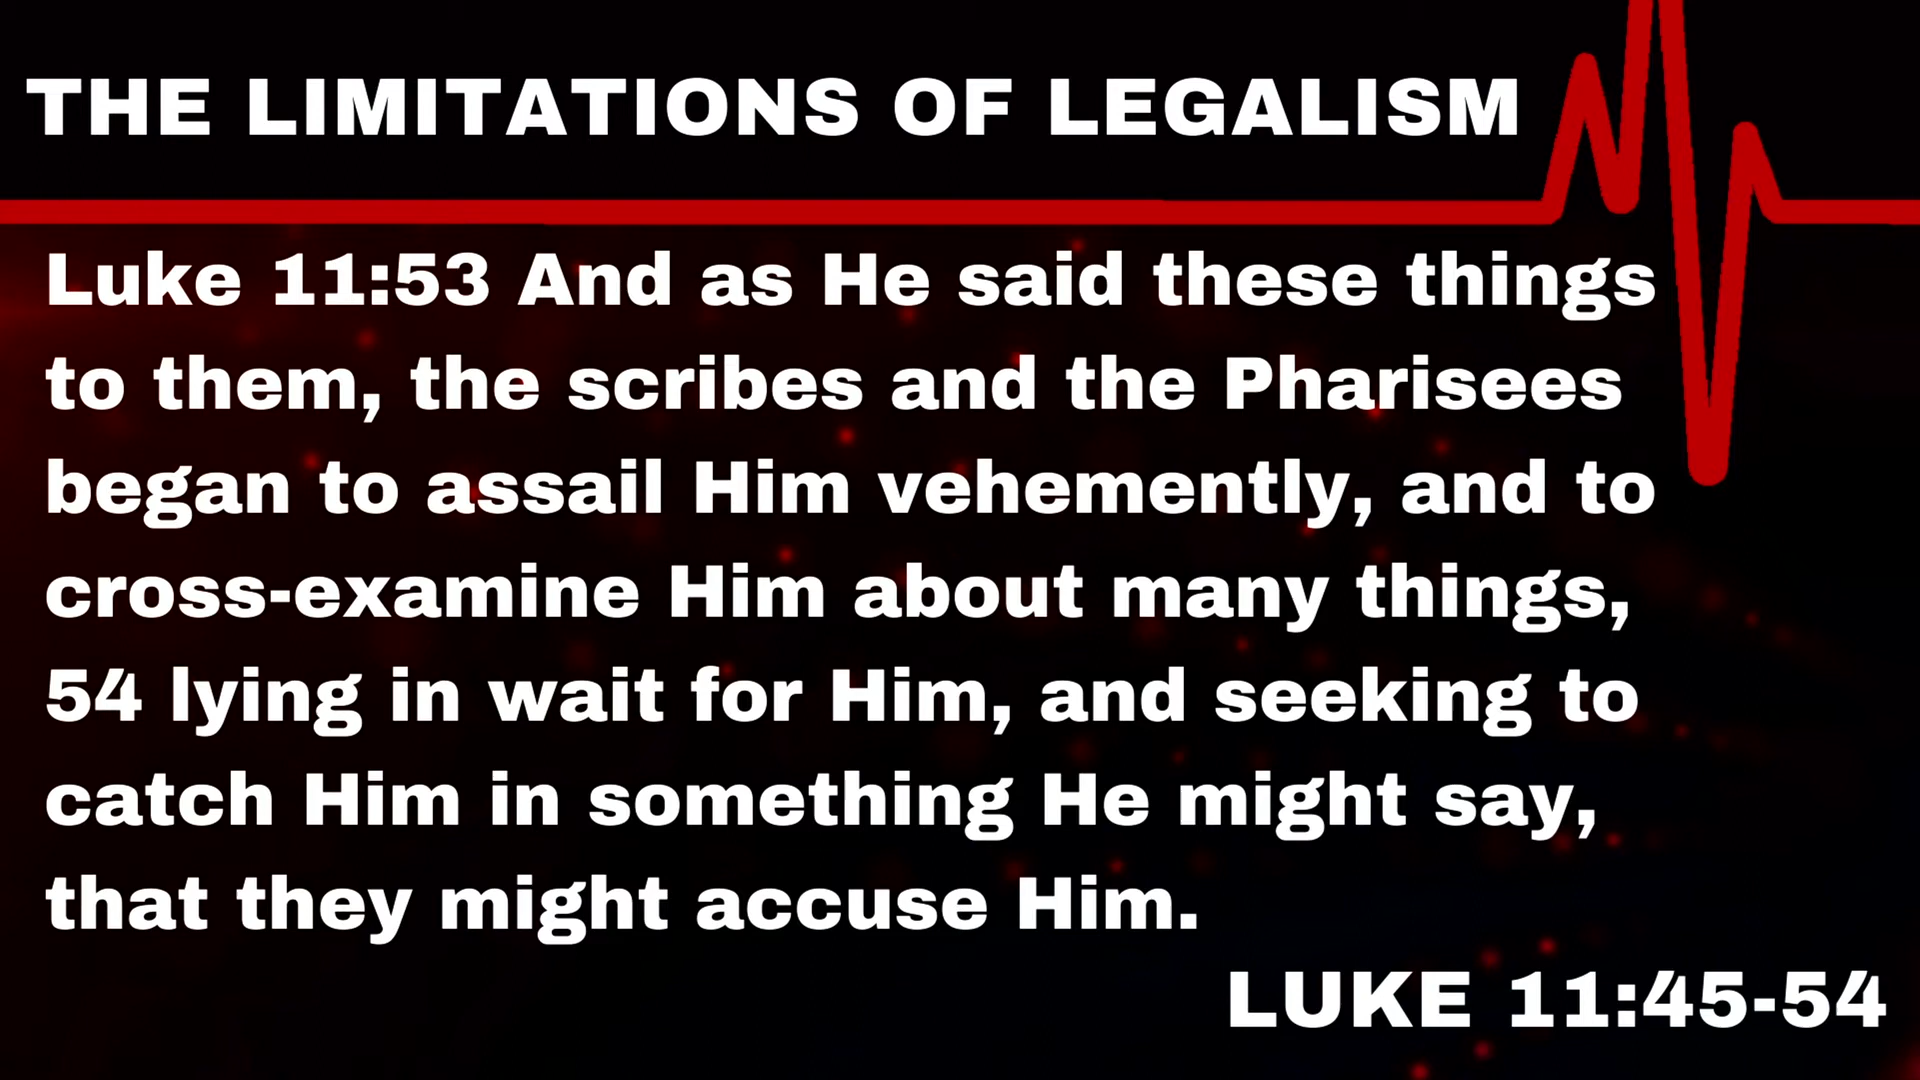 THE LIMITATIONS OF LEGALISM
Luke 11:53 And as He said these things
to them, the scribes and the Pharisees
began to assail Him vehemently, and to
cross-examine Him about many things,
54 lying in wait for Him, and seeking to
catch Him in something He might say,
that they might accuse Him.
LUKE 11:45-54